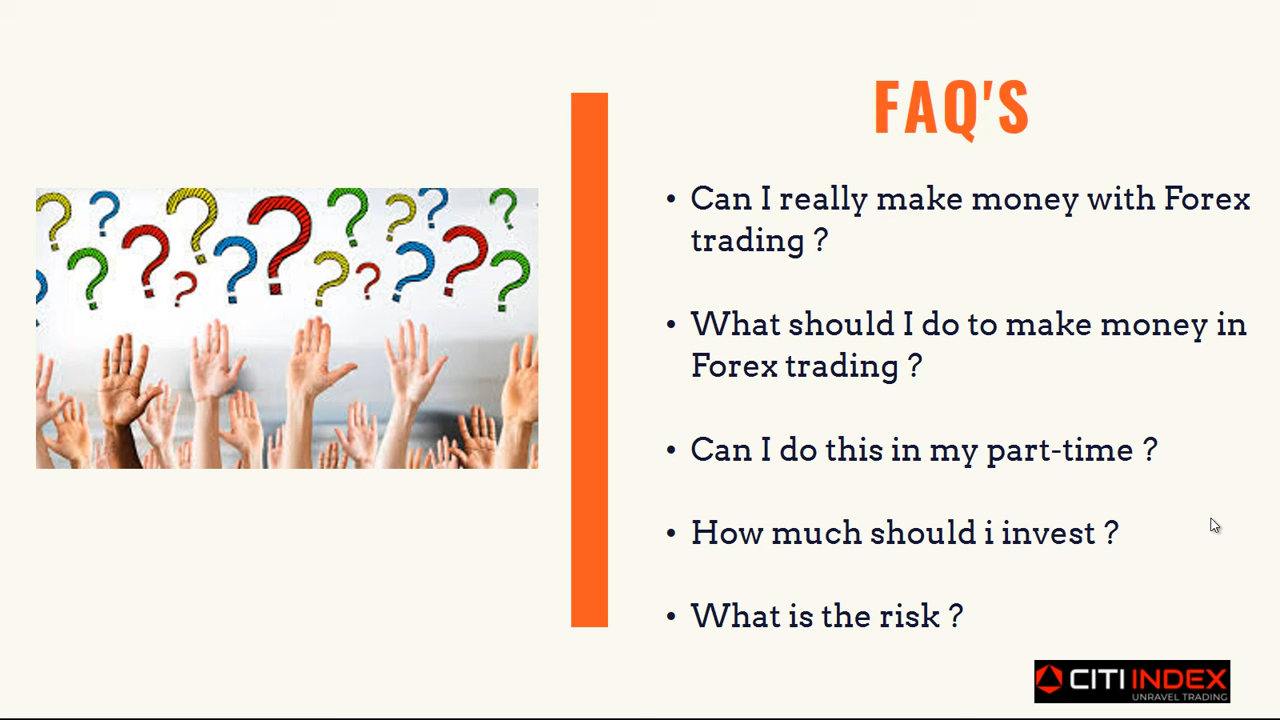 FAQ'S
• Can I really make money with Forex
trading ?
• What should I do to make money in
Forex trading ?
• Can I do this in my part-time ?
• How much should i invest ?
• What is the risk ?
CITI INDEX
UNRAVEL TRADING